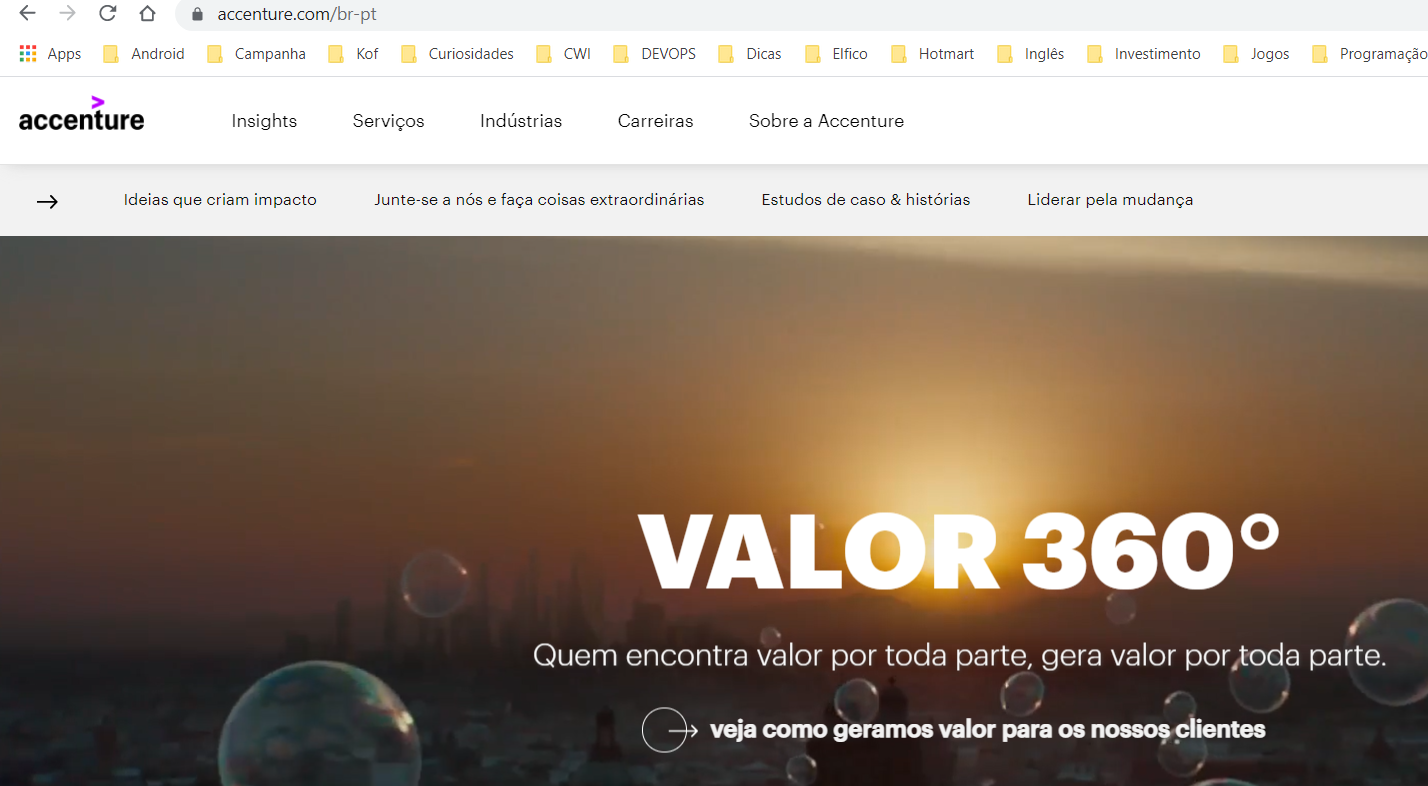 accenture.com/br-pt
Apps Android Campanha Kof Curiosidades CWI DEVOPS Dicas Elfico Hotmart Inglês Investimento Jogos Programação
accenture Insights Serviços Indústrias Carreiras Sobre a Accenture
Ideias que criam impacto Junte-se a nós e faça coisas extraordinárias Estudos de caso & histórias Liderar pela mudança
VALOR 360°
Quem encontra valor por toda parte, gera valor por toda parte.
veja como geramos valor para os nossos clientes